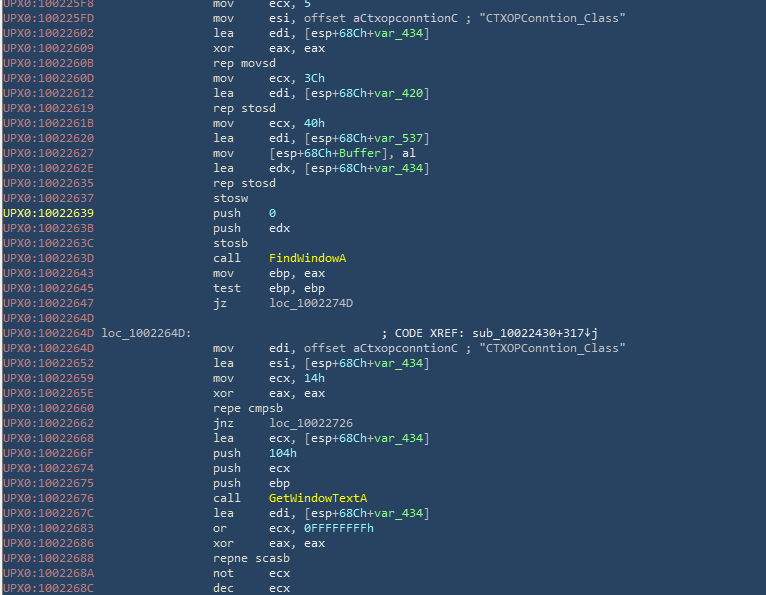 UPX0:100225F8 mov ecx, 5
UPX0:100225FD mov esi, offset aCtxopconntionC ; "CTXOPConntion_Class"
UPX0:10022602 lea edi, [esp+68Ch+var_434]
UPX0:10022609 xor eax, eax
UPX0:1002260B rep movsd
UPX0:1002260D mov ecx, 3Ch
UPX0:10022612 lea edi, [esp+68Ch+var_420]
UPX0:10022619 rep stosd
UPX0:1002261B mov ecx, 40h
UPX0:10022620 lea edi, [esp+68Ch+var_537]
UPX0:10022627 mov [esp+68Ch+Buffer], al
UPX0:1002262E lea edx, [esp+68Ch+var_434]
UPX0:10022635 rep stosd
UPX0:10022637 stosw
UPX0:10022639 push 0
UPX0:1002263B push edx
UPX0:1002263C stosb
UPX0:1002263D call FindWindowA
UPX0:10022643 mov ebp, eax
UPX0:10022645 test ebp, ebp
UPX0:10022647 jz loc_1002274D
UPX0:1002264D
UPX0:1002264D loc_1002264D: ; CODE XREF: sub_10022430+317↓j
UPX0:1002264D mov edi, offset aCtxopconntionC ; "CTXOPConntion_Class"
UPX0:10022652 lea esi, [esp+68Ch+var_434]
UPX0:10022659 mov ecx, 14h
UPX0:1002265E xor eax, eax
UPX0:10022660 repe cmpsb
UPX0:10022662 jnz loc_10022726
UPX0:10022668 lea ecx, [esp+68Ch+var_434]
UPX0:1002266F push 104h
UPX0:10022674 push ecx
UPX0:10022675 push ebp
UPX0:10022676 call GetWindowTextA
UPX0:1002267C lea edi, [esp+68Ch+var_434]
UPX0:10022683 or ecx, 0FFFFFFFFh
UPX0:10022686 xor eax, eax
UPX0:10022688 repne scasb
UPX0:1002268A not ecx
UPX0:1002268C dec ecx